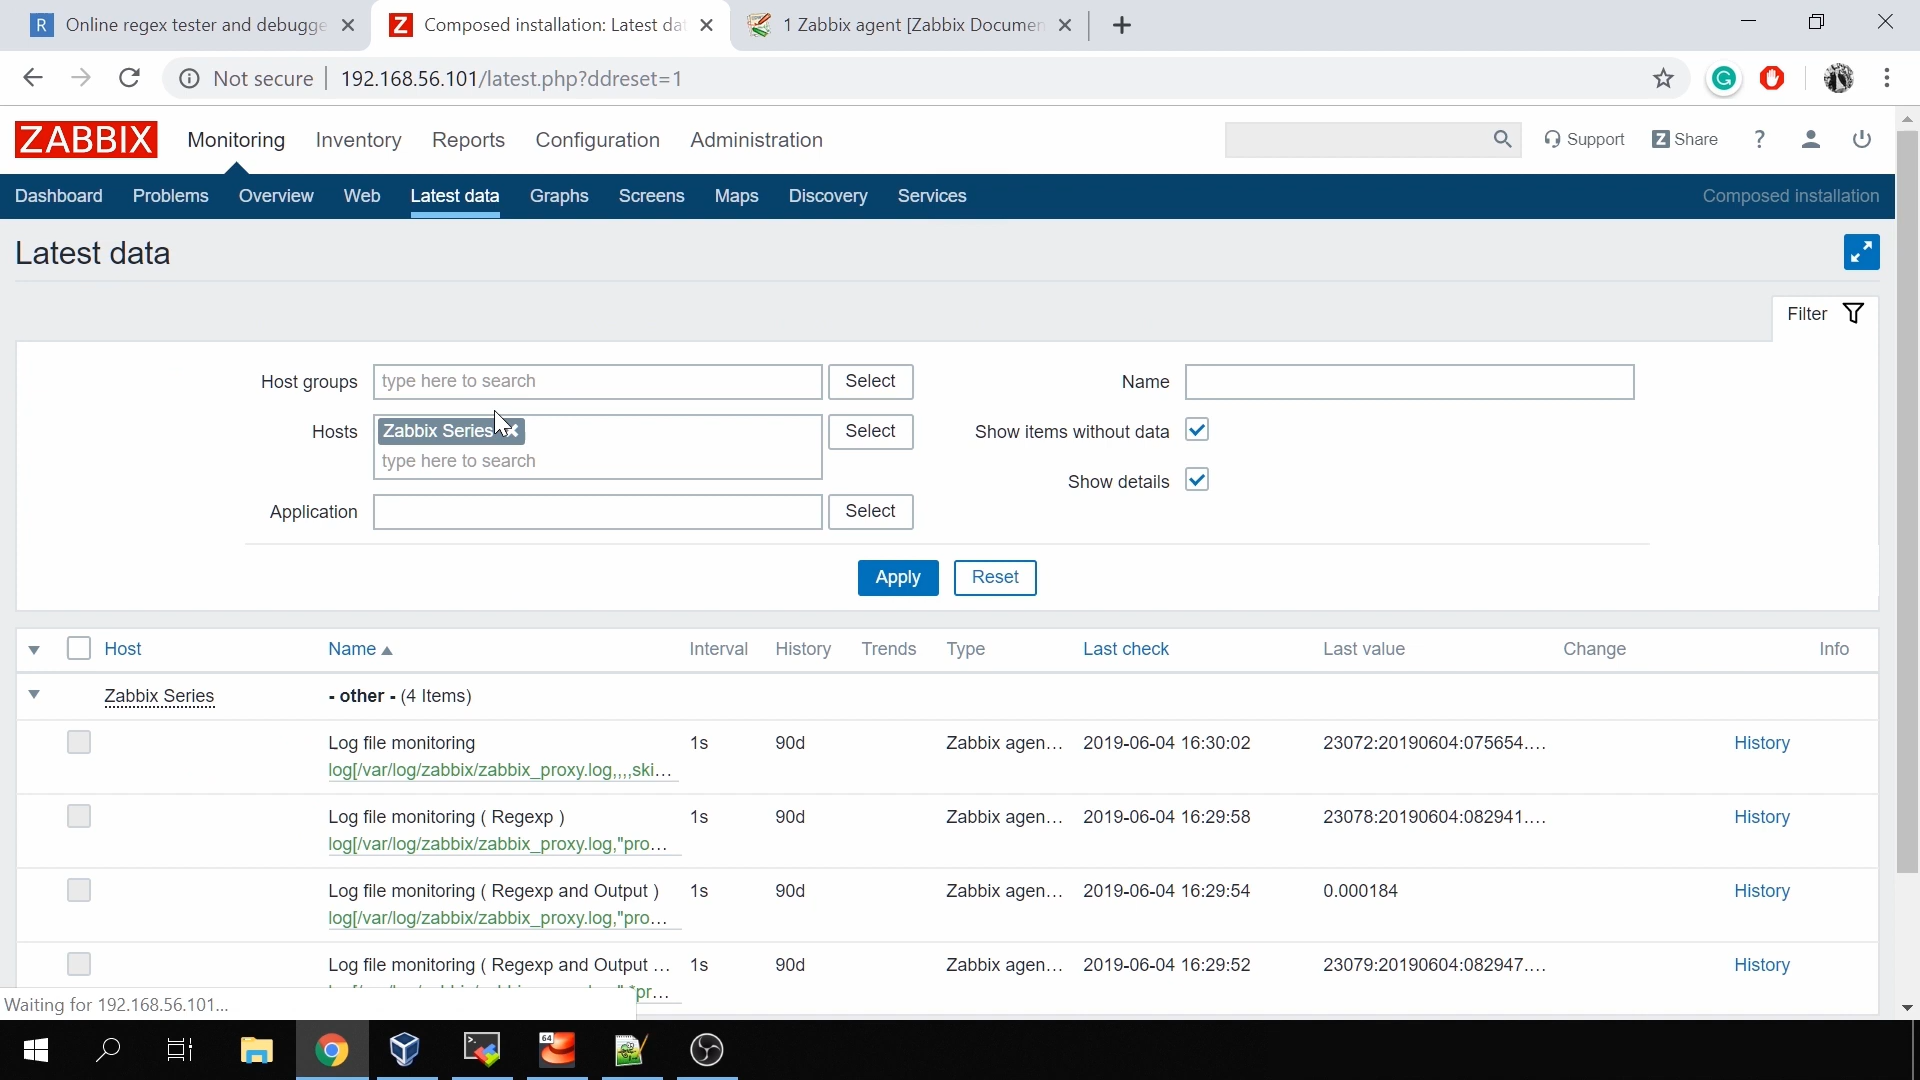 R Online regex tester and debugge
Z Composed installation: Latest dat
1 Zabbix agent [Zabbix Documen
Not secure 192.168.56.101/latest.php?ddreset=1
ZABBIX Monitoring Inventory Reports Configuration Administration Support Z Share ?
Dashboard Problems Overview Web Latest data Graphs Screens Maps Discovery Services Composed installation
Latest data
Filter
Host groups type here to search Select Name
Hosts Zabbix Series Select Show items without data
type here to search
Show details
Application Select
Apply Reset
Host Name Interval History Trends Type Last check Last value Change Info
Zabbix Series - other - (4 Items)
Log file monitoring 1s 90d Zabbix agen... 2019-06-04 16:30:02 23072:20190604:075654.... History
log[/var/log/zabbix/zabbix_proxy.log,,,,ski...
Log file monitoring ( Regexp ) 1s 90d Zabbix agen... 2019-06-04 16:29:58 23078:20190604:082941.... History
log[/var/log/zabbix/zabbix_proxy.log,"pro...
Log file monitoring ( Regexp and Output ) 1s 90d Zabbix agen... 2019-06-04 16:29:54 0.000184 History
log[/var/log/zabbix/zabbix_proxy.log,"pro...
Log file monitoring ( Regexp and Output ... 1s 90d Zabbix agen... 2019-06-04 16:29:52 23079:20190604:082947.... History
Waiting for 192.168.56.101...
64